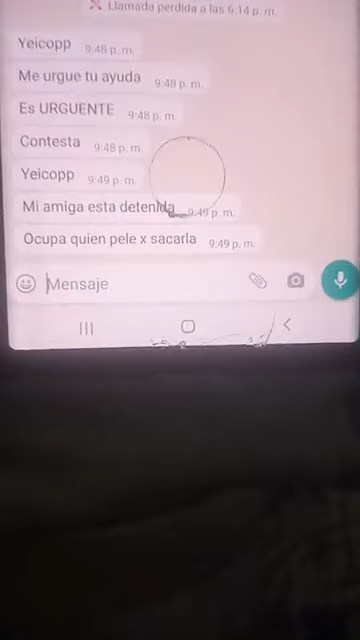 Llamada perdida a las 6:14 p. m.
Yeicopp 9:48 p. m.
Me urgue tu ayuda 9:48 p. m.
Es URGUENTE 9:48 p. m.
Contesta 9:48 p. m.
Yeicopp 9:49 p. m.
Mi amiga esta detenida 9:49 p. m.
Ocupa quien pele x sacarla 9:49 p. m.
Mensaje